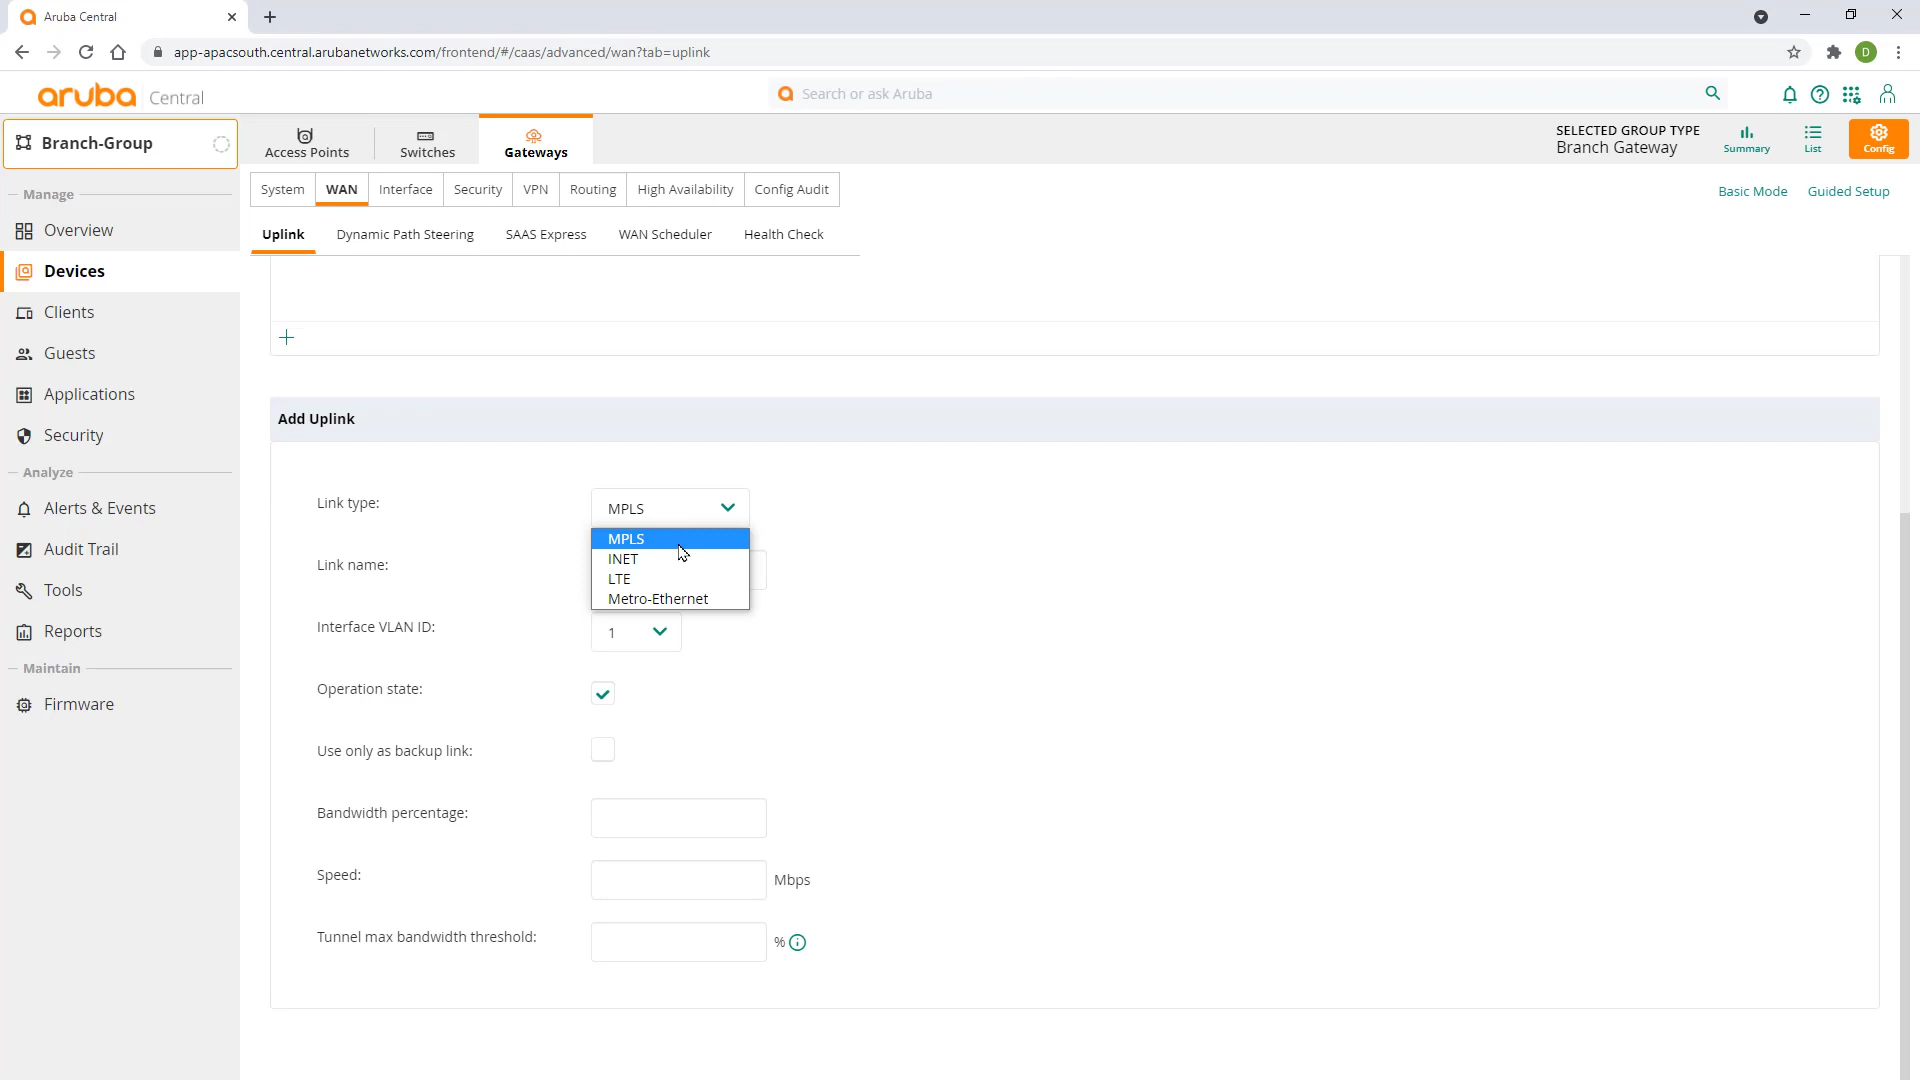 Aruba Central
app-apacsouth.central.arubanetworks.com/frontend/#/caas/advanced/wan?tab=uplink
D
aruba Central
Search or ask Aruba
Branch-Group
Access Points
Switches
Gateways
SELECTED GROUP TYPE
Branch Gateway
Summary
List
Config
Manage
System
WAN
Interface
Security
VPN
Routing
High Availability
Config Audit
Basic Mode
Guided Setup
Overview
Uplink
Dynamic Path Steering
SAAS Express
WAN Scheduler
Health Check
Devices
Clients
Guests
Applications
Security
Analyze
Alerts & Events
Audit Trail
Tools
Reports
Maintain
Firmware
Add Uplink
Link type:
MPLS
MPLS
INET
LTE
Metro-Ethernet
Link name:
Interface VLAN ID:
1
Operation state:
Use only as backup link:
Bandwidth percentage:
Speed:
Mbps
Tunnel max bandwidth threshold:
%